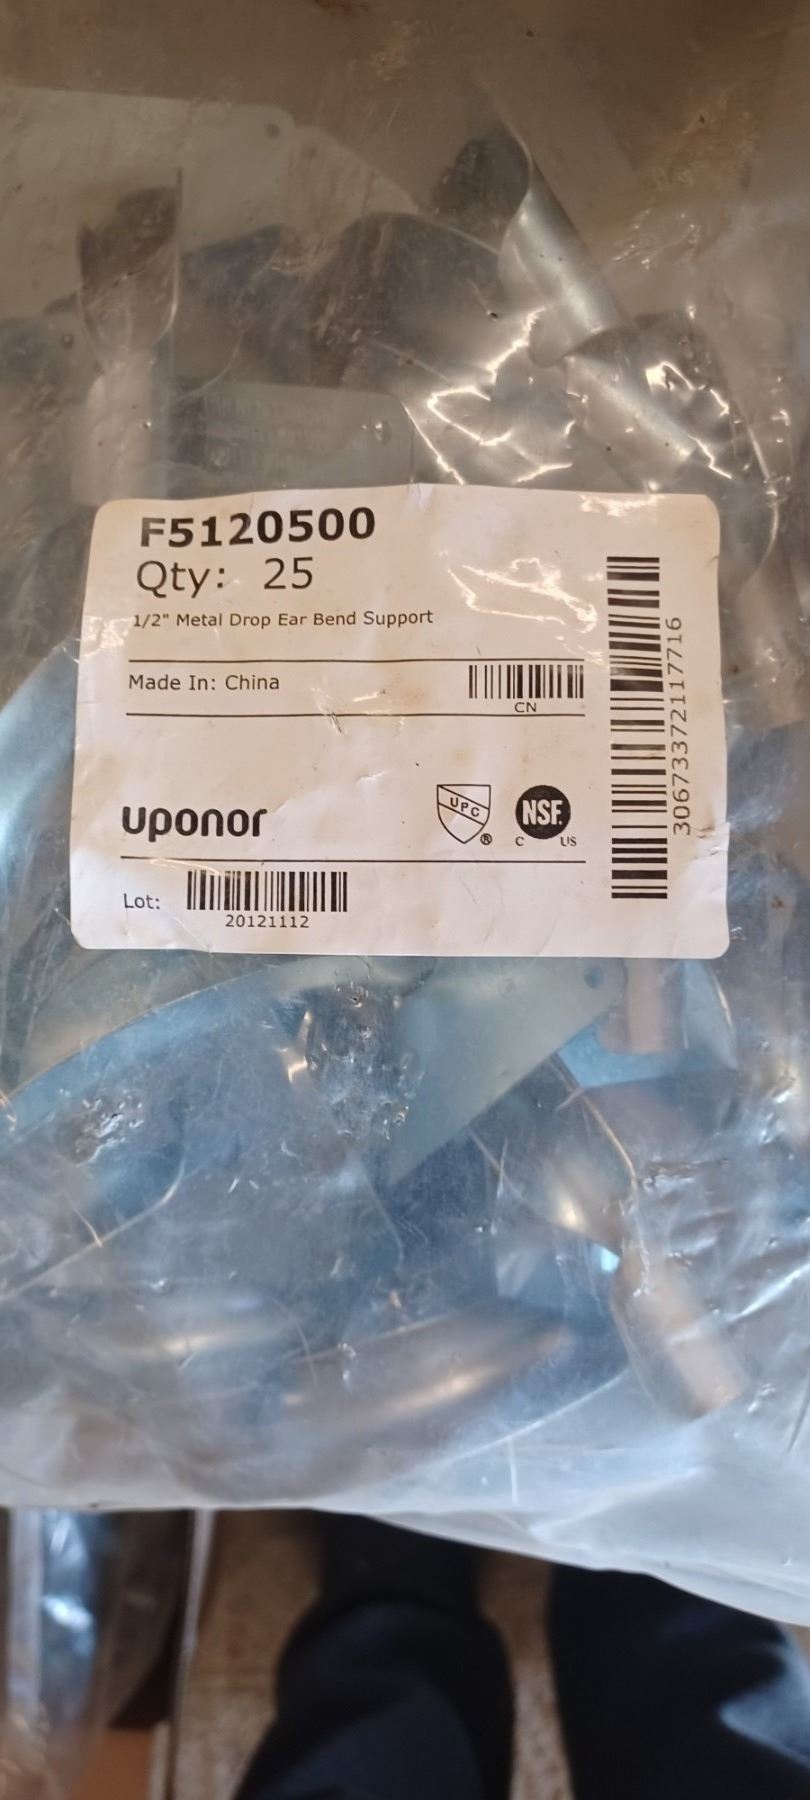 F5120500
Qty: 25
1/2" Metal Drop Ear Bend Support
Made In: China
CN
uponor
UPC
®
NSF
C US
Lot:
20121112
30673372117716